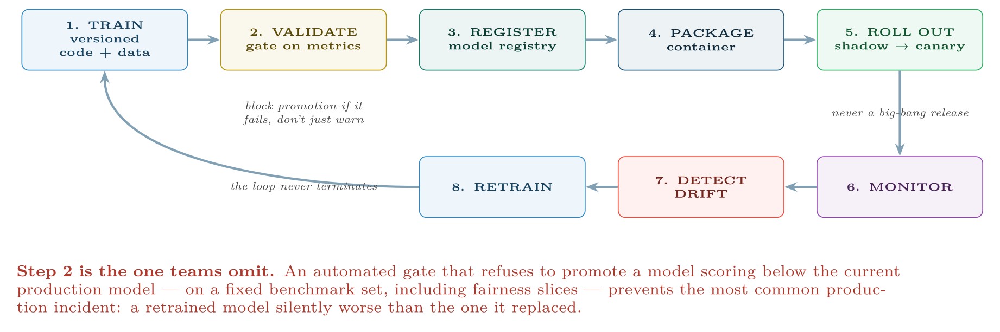 1. TRAIN
versioned
code + data
2. VALIDATE
gate on metrics
3. REGISTER
model registry
4. PACKAGE
container
5. ROLL OUT
shadow → canary
block promotion if it
fails, don't just warn
never a big-bang release
the loop never terminates
8. RETRAIN
7. DETECT
DRIFT
6. MONITOR
Step 2 is the one teams omit. An automated gate that refuses to promote a model scoring below the current
production model — on a fixed benchmark set, including fairness slices — prevents the most common produc-
tion incident: a retrained model silently worse than the one it replaced.